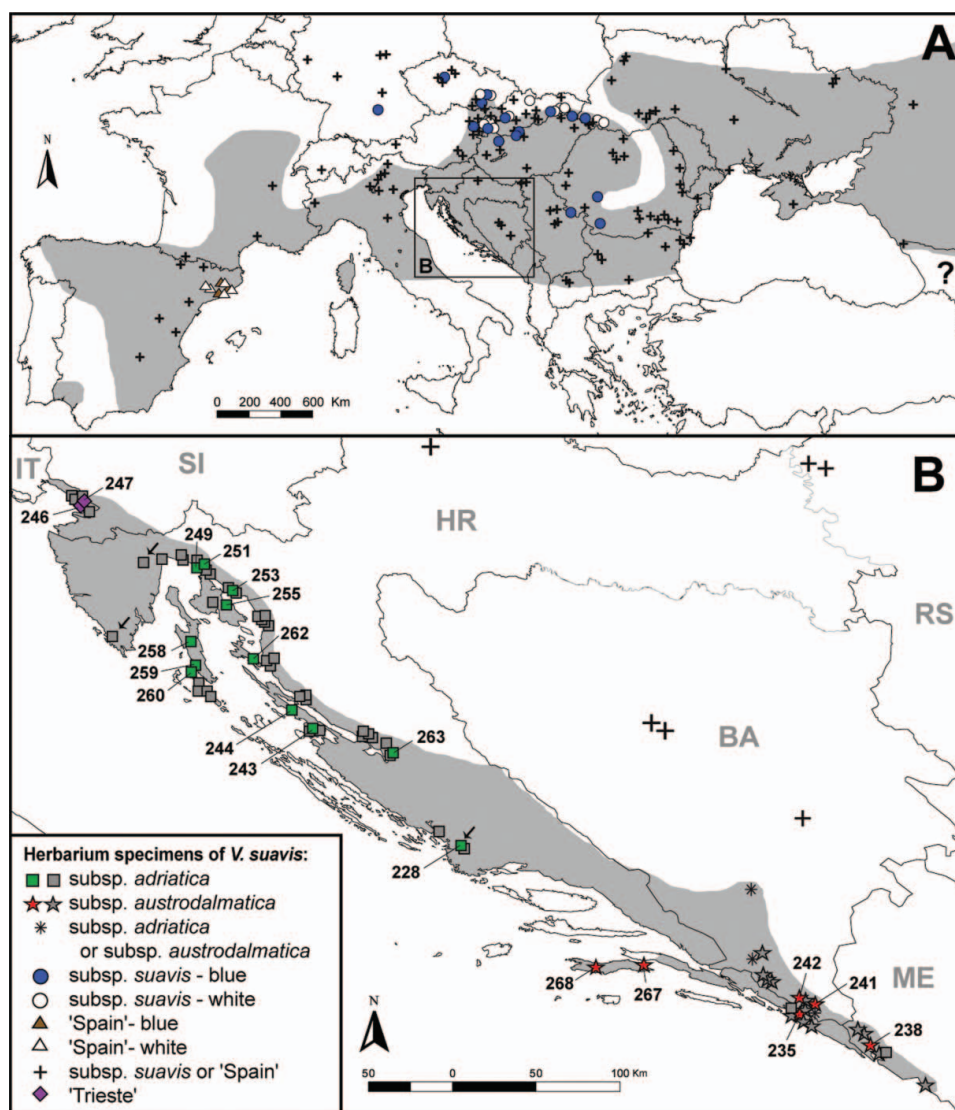 A
N
B
?
0 200 400 600 Km
B
IT
SI
HR
RS
BA
ME
247
246
249
251
253
255
262
258
259
260
244
243
263
228
268
267
242
241
235
238
Herbarium specimens of V. suavis:
subsp. adriatica
subsp. austrodalmatica
subsp. adriatica
or subsp. austrodalmatica
subsp. suavis - blue
subsp. suavis - white
'Spain'- blue
'Spain'- white
subsp. suavis or 'Spain'
'Trieste'
N
50 0 50 100 Km